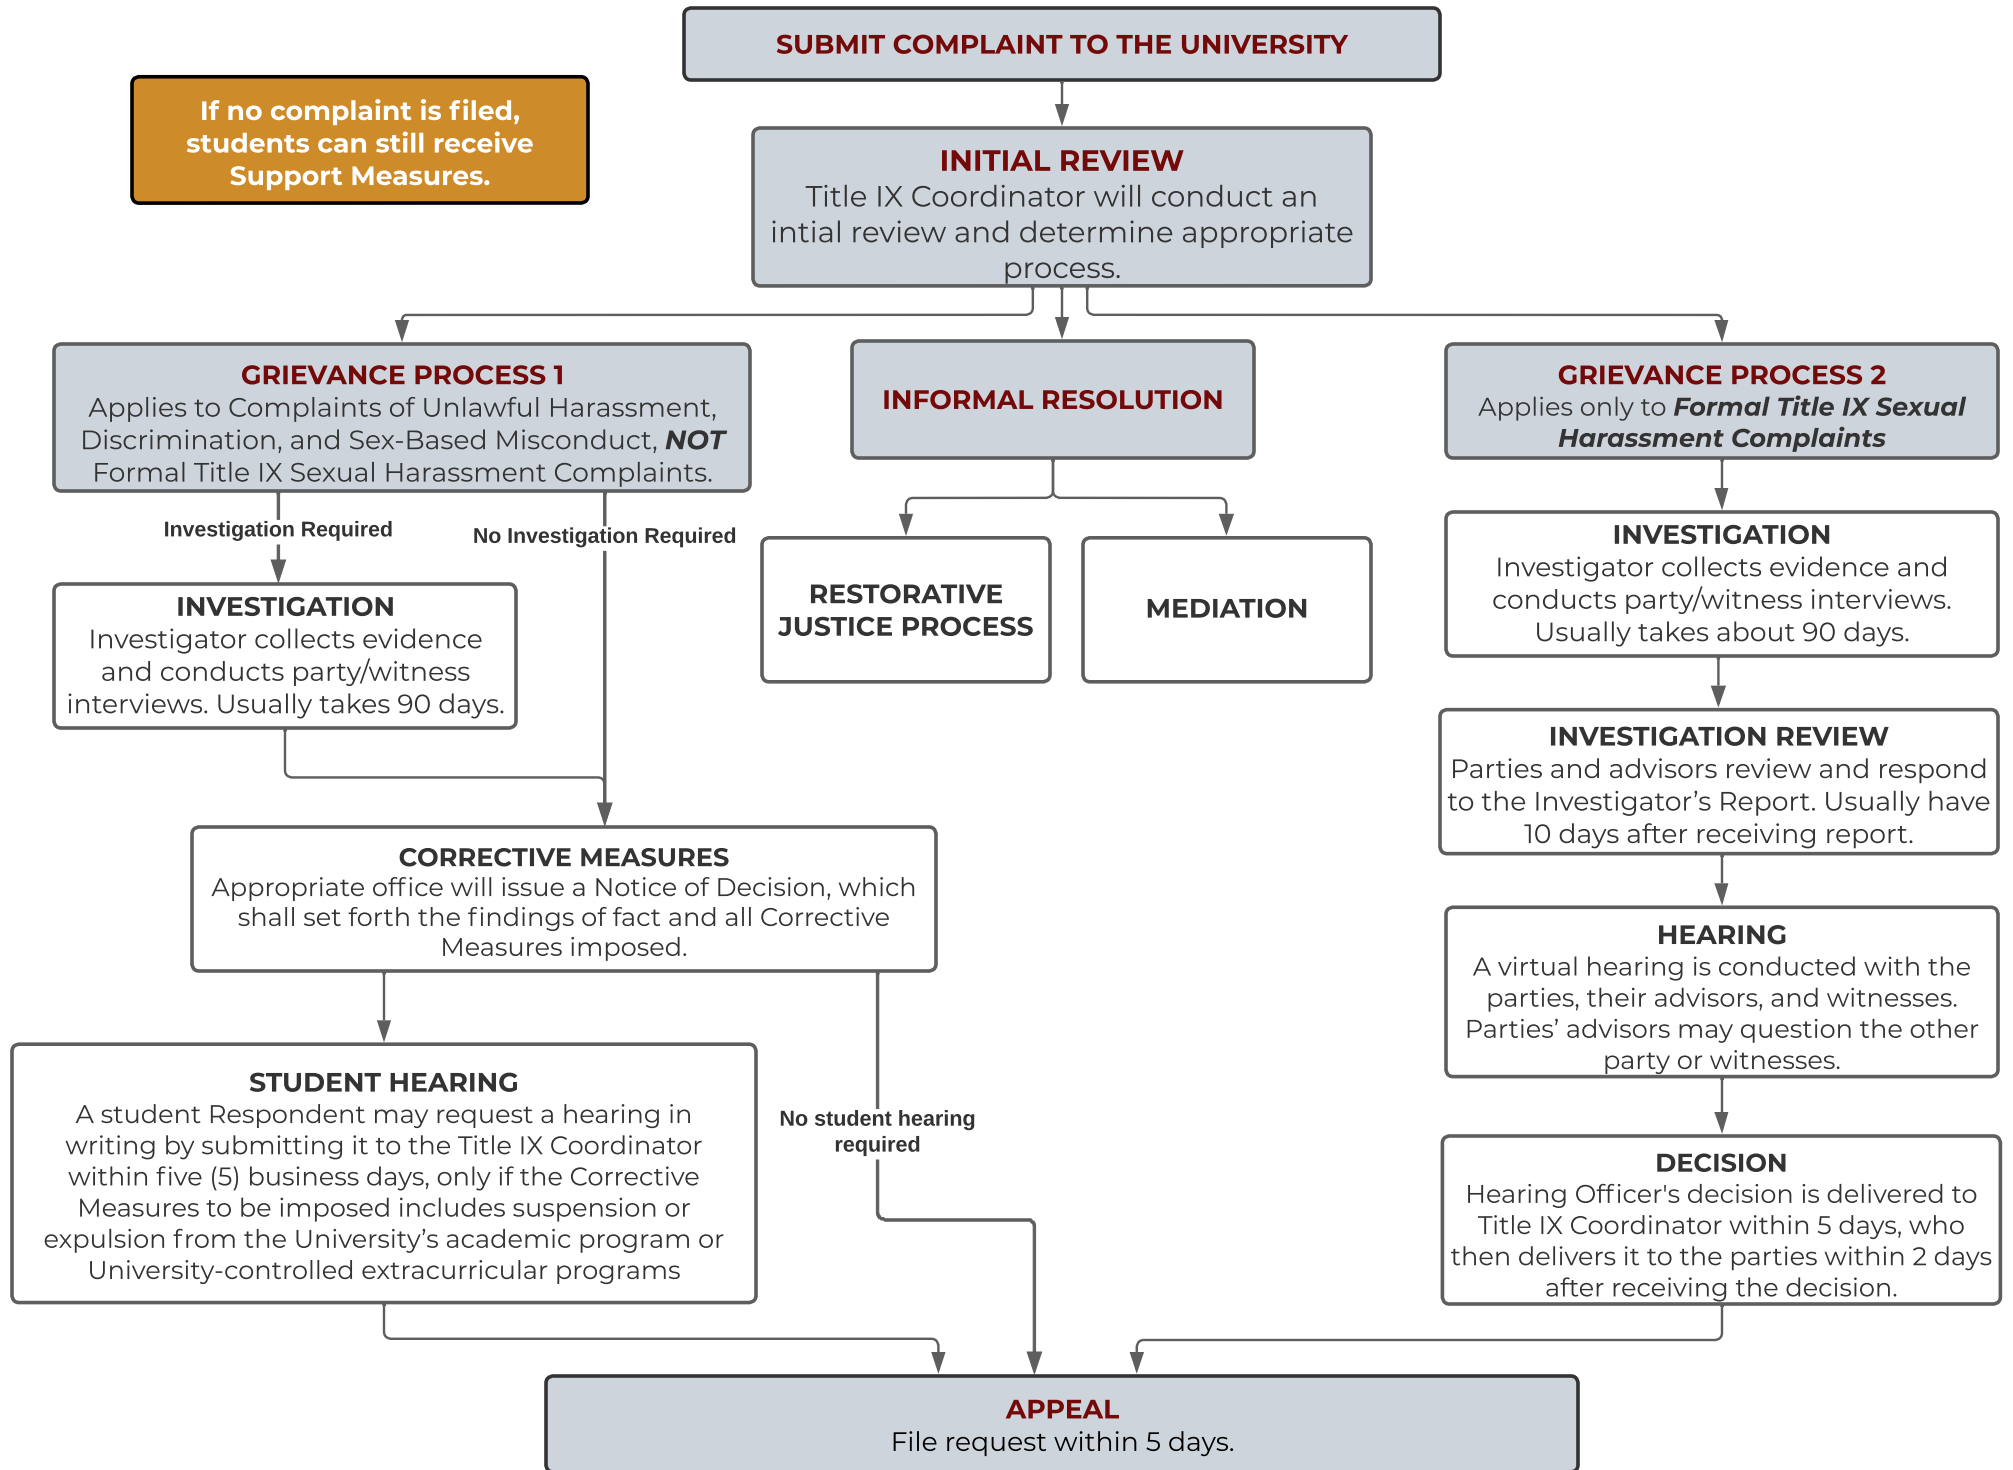 SUBMIT COMPLAINT TO THE UNIVERSITY
If no complaint is filed,
students can still receive
Support Measures.
INITIAL REVIEW
Title IX Coordinator will conduct an
intial review and determine appropriate
process.
GRIEVANCE PROCESS 1
Applies to Complaints of Unlawful Harassment,
Discrimination, and Sex-Based Misconduct, NOT
Formal Title IX Sexual Harassment Complaints.
INFORMAL RESOLUTION
GRIEVANCE PROCESS 2
Applies only to Formal Title IX Sexual
Harassment Complaints
Investigation Required
No Investigation Required
INVESTIGATION
Investigator collects evidence
and conducts party/witness
interviews. Usually takes 90 days.
RESTORATIVE
JUSTICE PROCESS
MEDIATION
INVESTIGATION
Investigator collects evidence and
conducts party/witness interviews.
Usually takes about 90 days.
INVESTIGATION REVIEW
Parties and advisors review and respond
to the Investigator’s Report. Usually have
10 days after receiving report.
CORRECTIVE MEASURES
Appropriate office will issue a Notice of Decision, which
shall set forth the findings of fact and all Corrective
Measures imposed.
HEARING
A virtual hearing is conducted with the
parties, their advisors, and witnesses.
Parties’ advisors may question the other
party or witnesses.
STUDENT HEARING
A student Respondent may request a hearing in
writing by submitting it to the Title IX Coordinator
within five (5) business days, only if the Corrective
Measures to be imposed includes suspension or
expulsion from the University’s academic program or
University-controlled extracurricular programs
No student hearing
required
DECISION
Hearing Officer's decision is delivered to
Title IX Coordinator within 5 days, who
then delivers it to the parties within 2 days
after receiving the decision.
APPEAL
File request within 5 days.